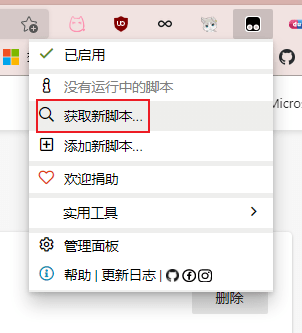 已启用
没有运行中的脚本
获取新脚本...
添加新脚本...
Micros
欢迎捐助
实用工具
管理面板
帮助 | 更新日志 |
删除